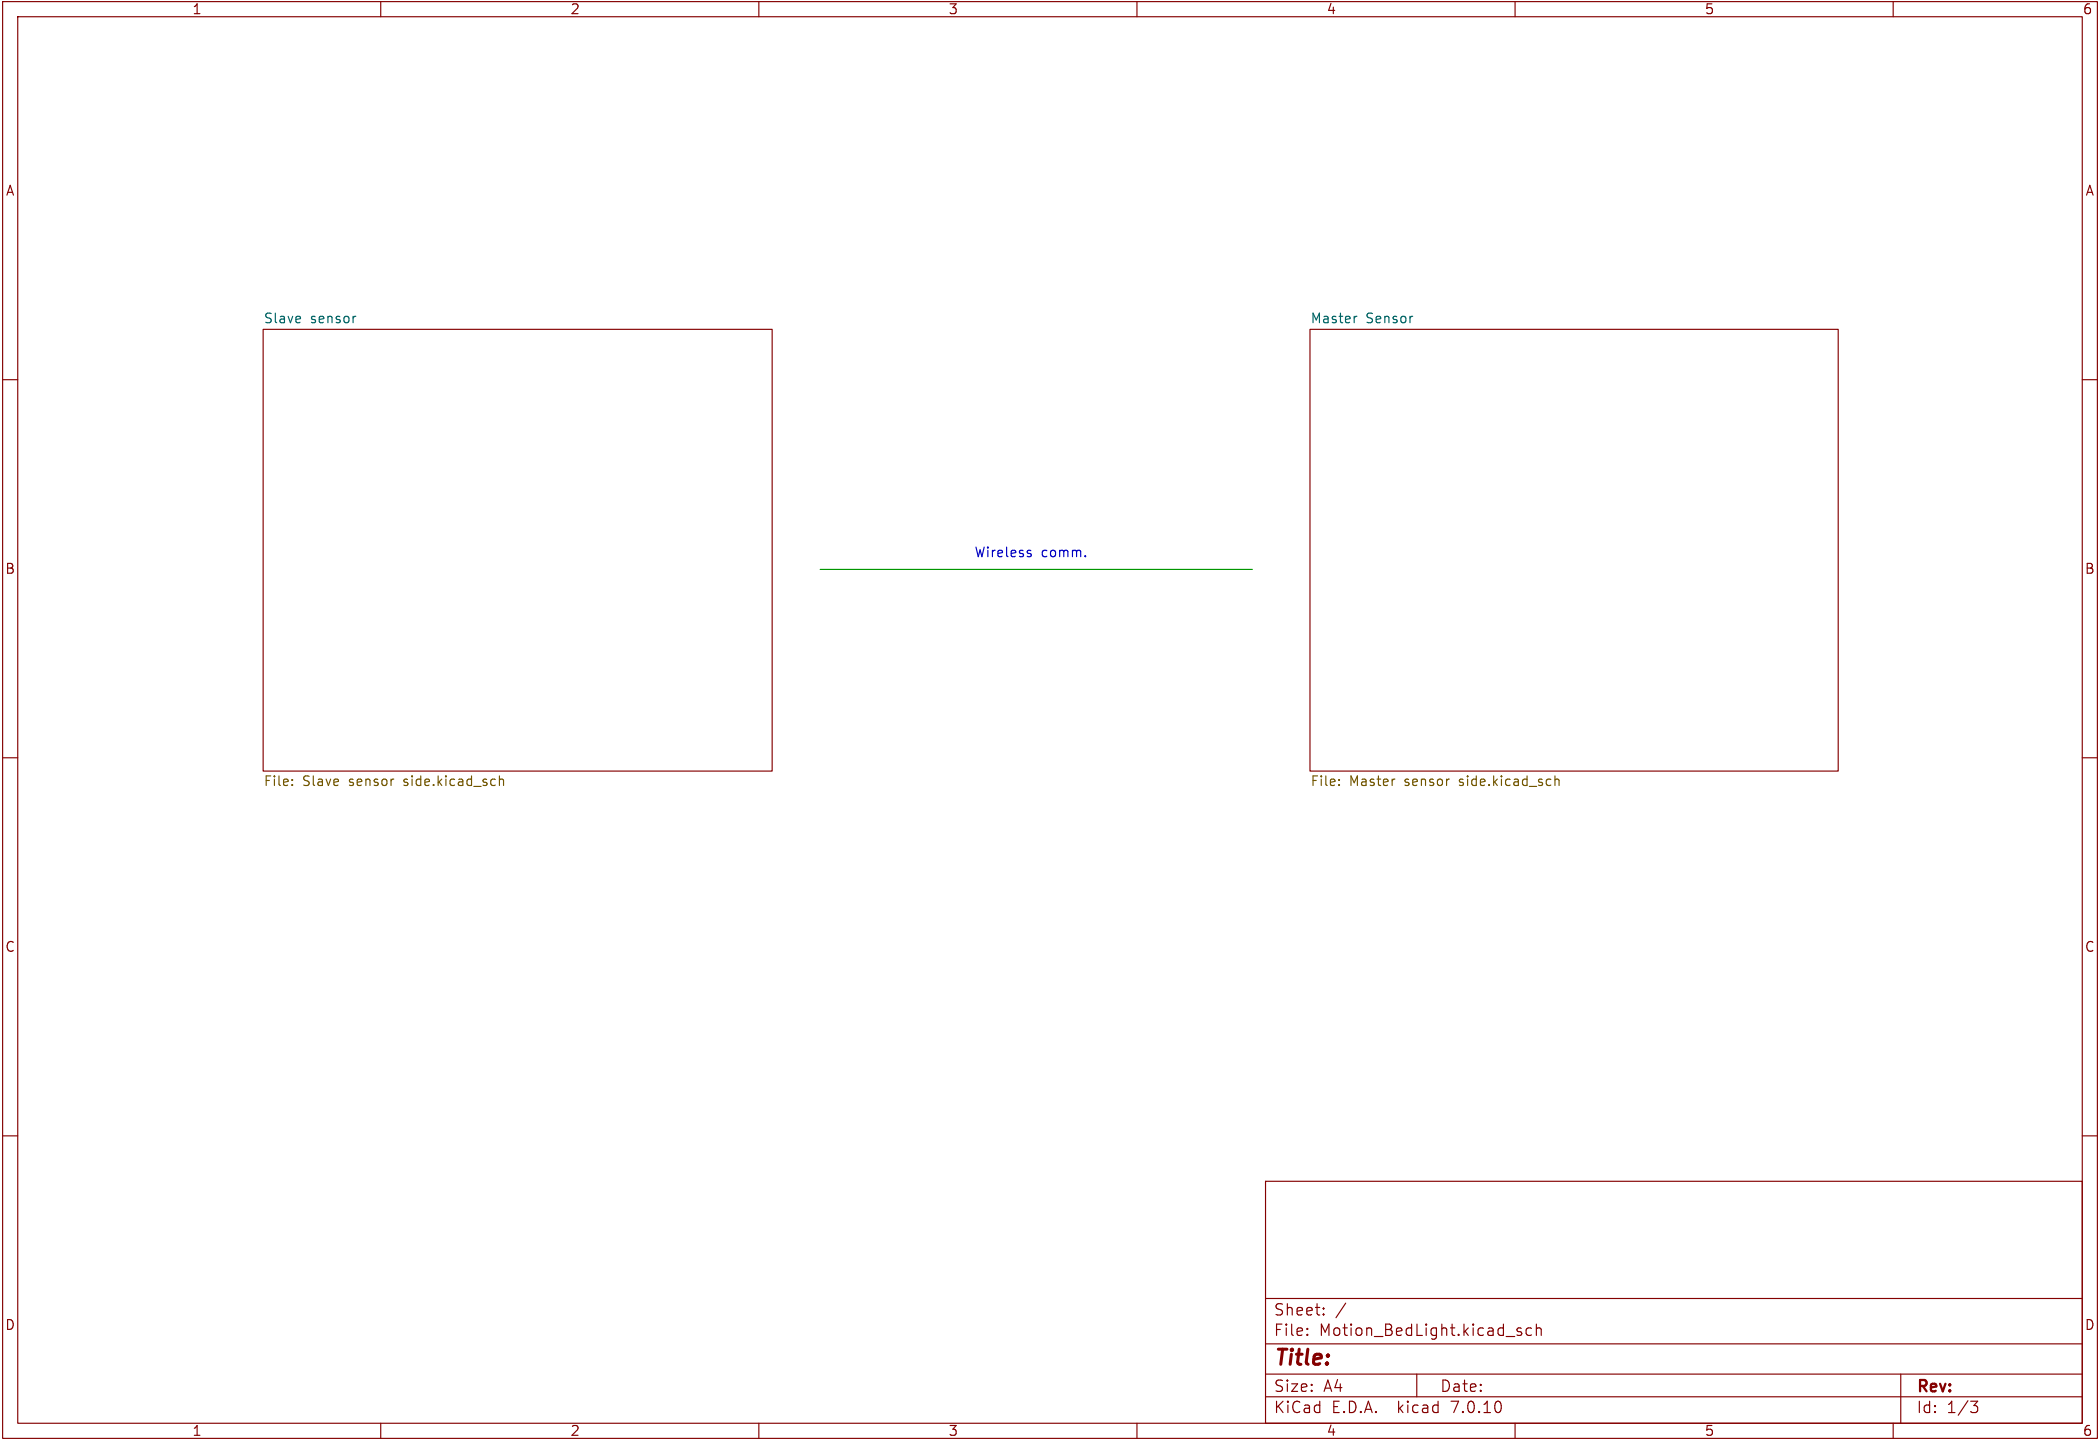 1 2 3 4 5 6
A A
Slave sensor
Master Sensor
Wireless comm.
B B
File: Slave sensor side.kicad_sch
File: Master sensor side.kicad_sch
C C
Sheet: /
File: Motion_BedLight.kicad_sch
D D
Title:
Size: A4 Date: Rev:
KiCad E.D.A. kicad 7.0.10 Id: 1/3
1 2 3 4 5 6